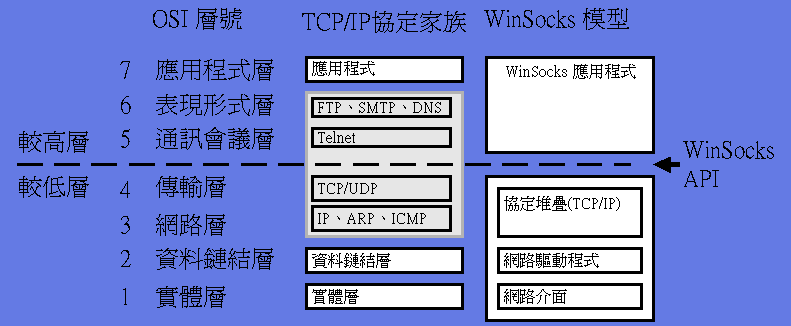 OSI 層號 TCP/IP協定家族 WinSocks 模型
7 應用程式層 應用程式 WinSocks 應用程式
6 表現形式層 FTP、SMTP、DNS
較高層 5 通訊會議層 Telnet
WinSocks API
較低層 4 傳輸層 TCP/UDP 協定堆疊(TCP/IP)
3 網路層 IP、ARP、ICMP
2 資料鏈結層 資料鏈結層 網路驅動程式
1 實體層 實體層 網路介面